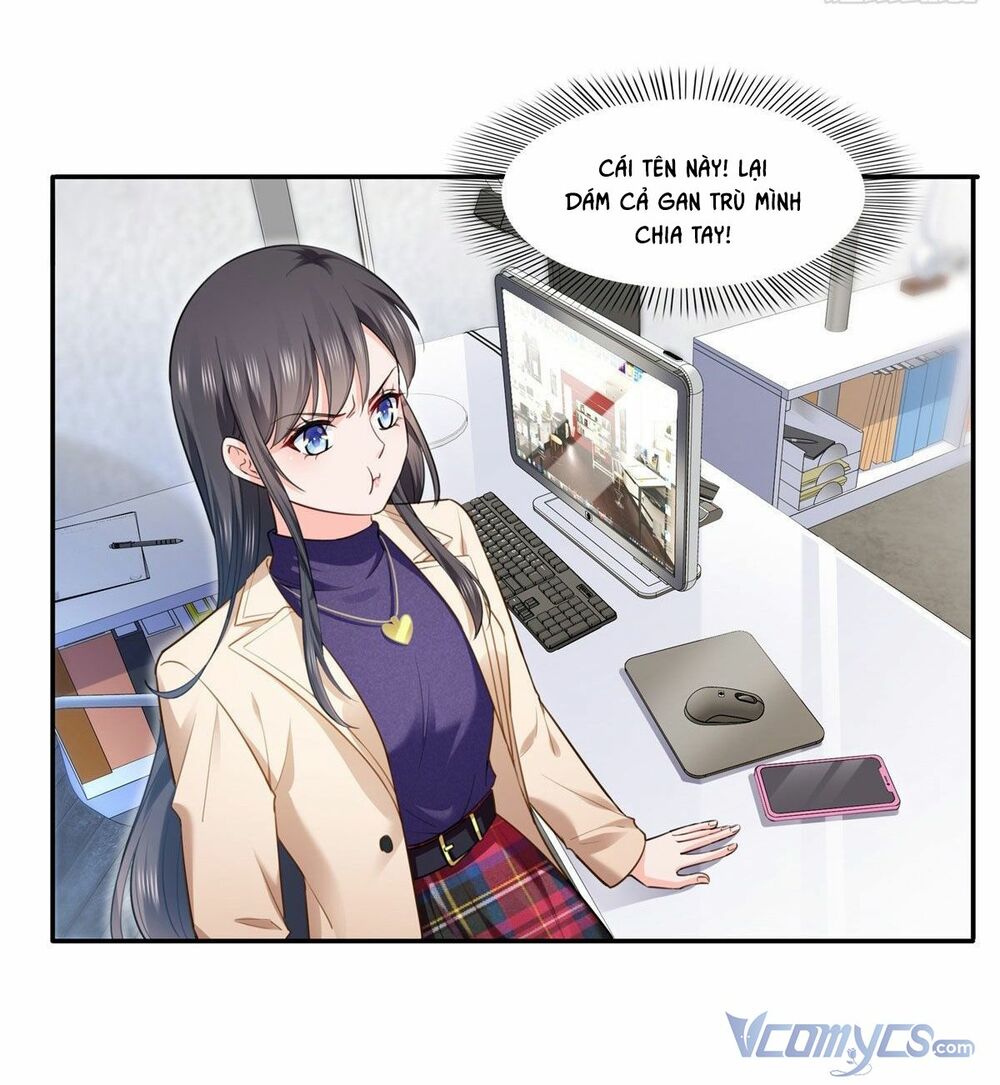 CÁI TÊN NÀY! LẠI
DÁM CẢ GAN TRÙ MÌNH
CHIA TAY!
VCOMYCS.com